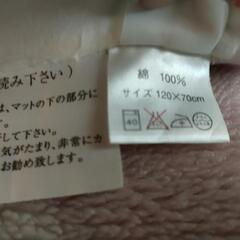 読み下さい）
は、マットの下の部分に
して下さい。
気がたまり、非常にカ
お勧め致します。
綿 100%
サイズ 120×70cm
40